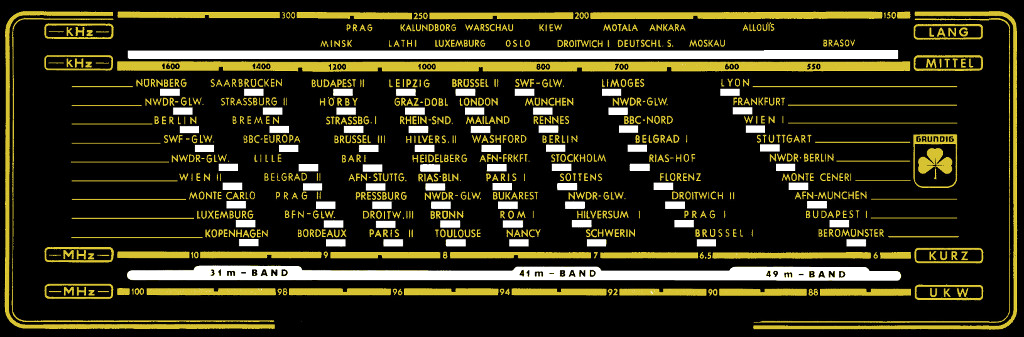 300 250 200 150
KHz PRAG KALUNDBORG WARSCHAU KIEW MOTALA ANKARA ALLOUIS LANG
MINSK LATHI LUXEMBURG OSLO DROITWICH I DEUTSCHL. S. MOSKAU BRASOV
KHz 1600 1400 1200 1000 800 700 600 550 MITTEL
NÜRNBERG SAARBRÜCKEN BUDAPEST II LEIPZIG BRÜSSEL II SWF-GLW. LIMOGES LYON
NWDR-GLW. STRASSBURG II HÖRBY GRAZ-DOBL LONDON MÜNCHEN NWDR-GLW. FRANKFURT
BERLIN BREMEN STRASSBG. I RHEIN-SND. MAILAND RENNES BBC-NORD WIEN I
SWF-GLW. BBC-EUROPA BRÜSSEL III HILVERS. II WASHFORD BERLIN BELGRAD I STUTTGART GRUNDIG
NWDR-GLW. LILLE BARI HEIDELBERG AFN-FRKFT. STOCKHOLM RIAS-HOF NWDR-BERLIN
WIEN II BELGRAD II AFN-STUTTG. RIAS-BLN. PARIS I SOTTENS FLORENZ MONTE CENERI
MONTE CARLO PRAG II PRESSBURG NWDR-GLW. BUKAREST NWDR-GLW. DROITWICH II AFN-MÜNCHEN
LUXEMBURG BFN-GLW. DROITW. III BRÜNN ROM I HILVERSUM I PRAG I BUDAPEST I
KOPENHAGEN BORDEAUX PARIS II TOULOUSE NANCY SCHWERIN BRÜSSEL I BERÖMÜNSTER
MHz 10 9 8 7 6.5 6 KURZ
31 m-BAND 41 m-BAND 49 m-BAND
MHz 100 98 96 94 92 90 88 UKW